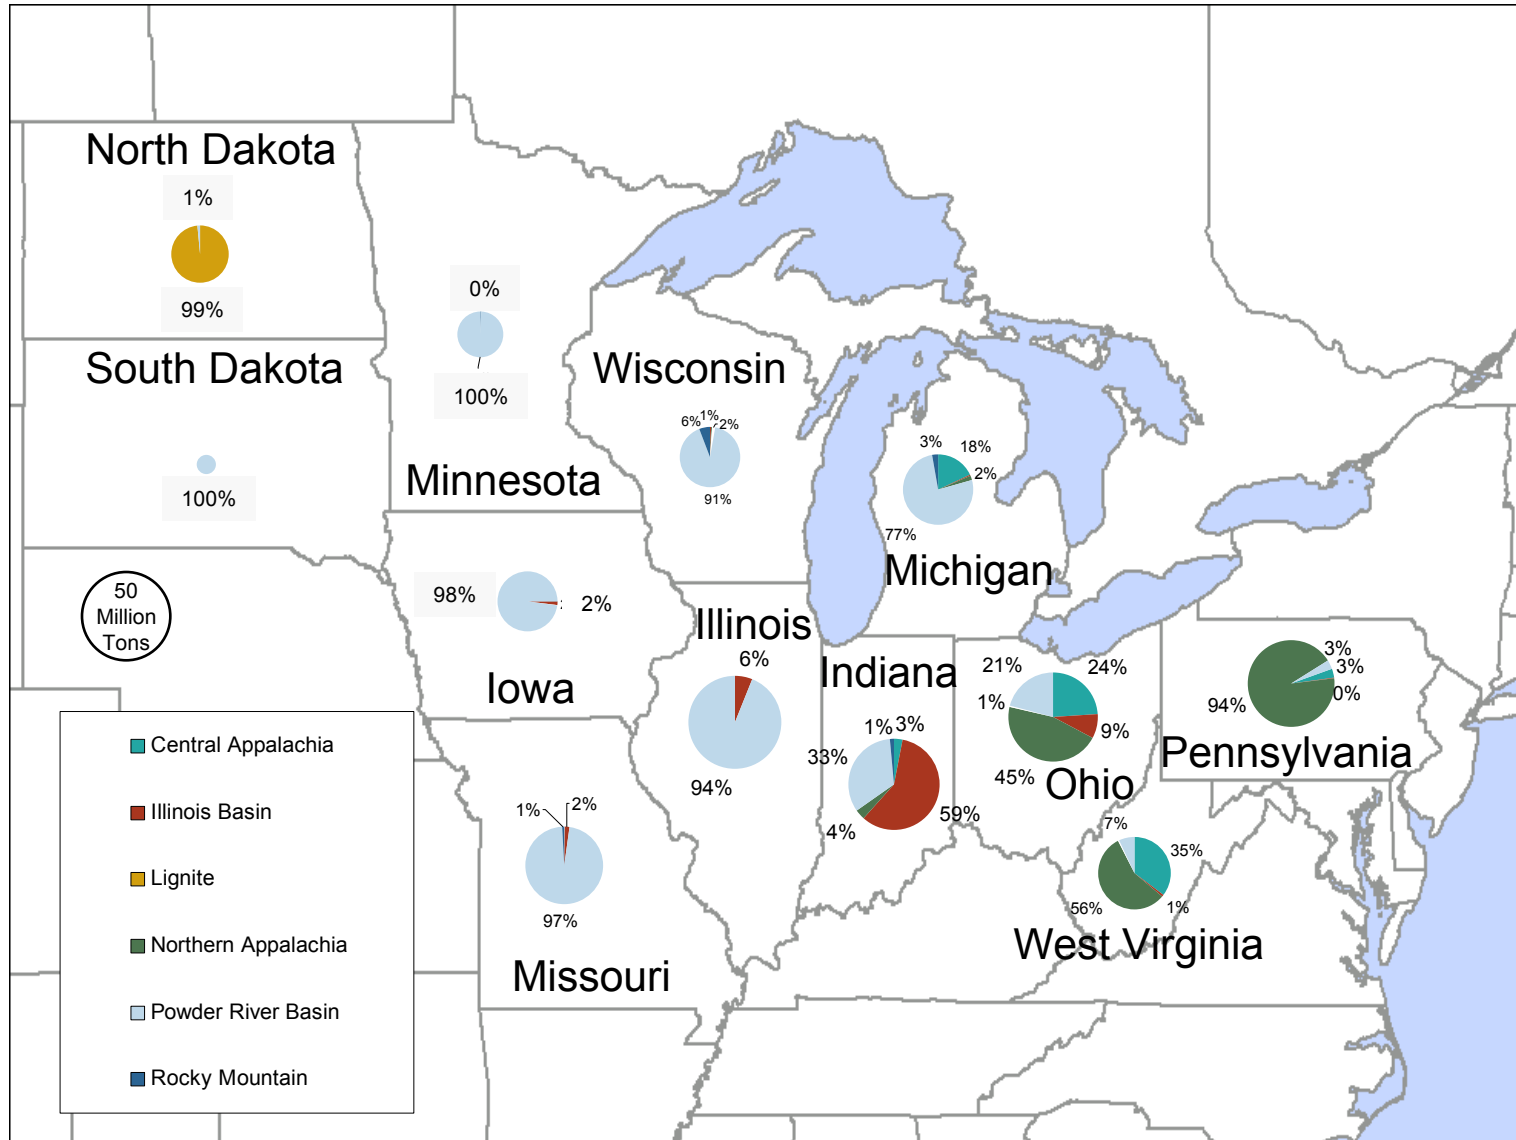 North Dakota
1%
99%
South Dakota
100%
0%
100%
Minnesota
Wisconsin
6%
1%
2%
91%
3%
18%
2%
77%
Michigan
50
Million
Tons
98%
2%
Iowa
Illinois
6%
94%
Indiana
1%
3%
33%
59%
4%
21%
24%
1%
9%
45%
Ohio
3%
3%
0%
94%
Pennsylvania
7%
35%
56%
1%
West Virginia
1%
2%
97%
Missouri
Central Appalachia
Illinois Basin
Lignite
Northern Appalachia
Powder River Basin
Rocky Mountain